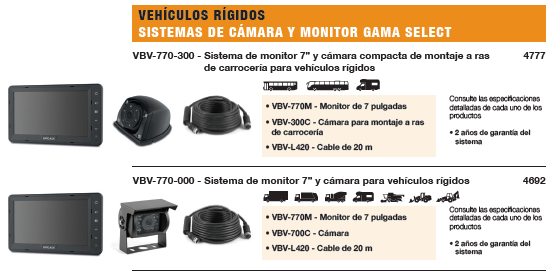 VEHÍCULOS RÍGIDOS
SISTEMAS DE CÁMARA Y MONITOR GAMA SELECT
VBV-770-300 - Sistema de monitor 7" y cámara compacta de montaje a ras
de carrocería para vehículos rígidos
4777
• VBV-770M - Monitor de 7 pulgadas
• VBV-300C - Cámara para montaje a ras
de carrocería
• VBV-L420 - Cable de 20 m
Consulte las especificaciones
detalladas de cada uno de los
productos
• 2 años de garantía del
sistema
VBV-770-000 - Sistema de monitor 7" y cámara para vehículos rígidos
4692
• VBV-770M - Monitor de 7 pulgadas
• VBV-700C - Cámara
• VBV-L420 - Cable de 20 m
Consulte las especificaciones
detalladas de cada uno de los
productos
• 2 años de garantía del
sistema